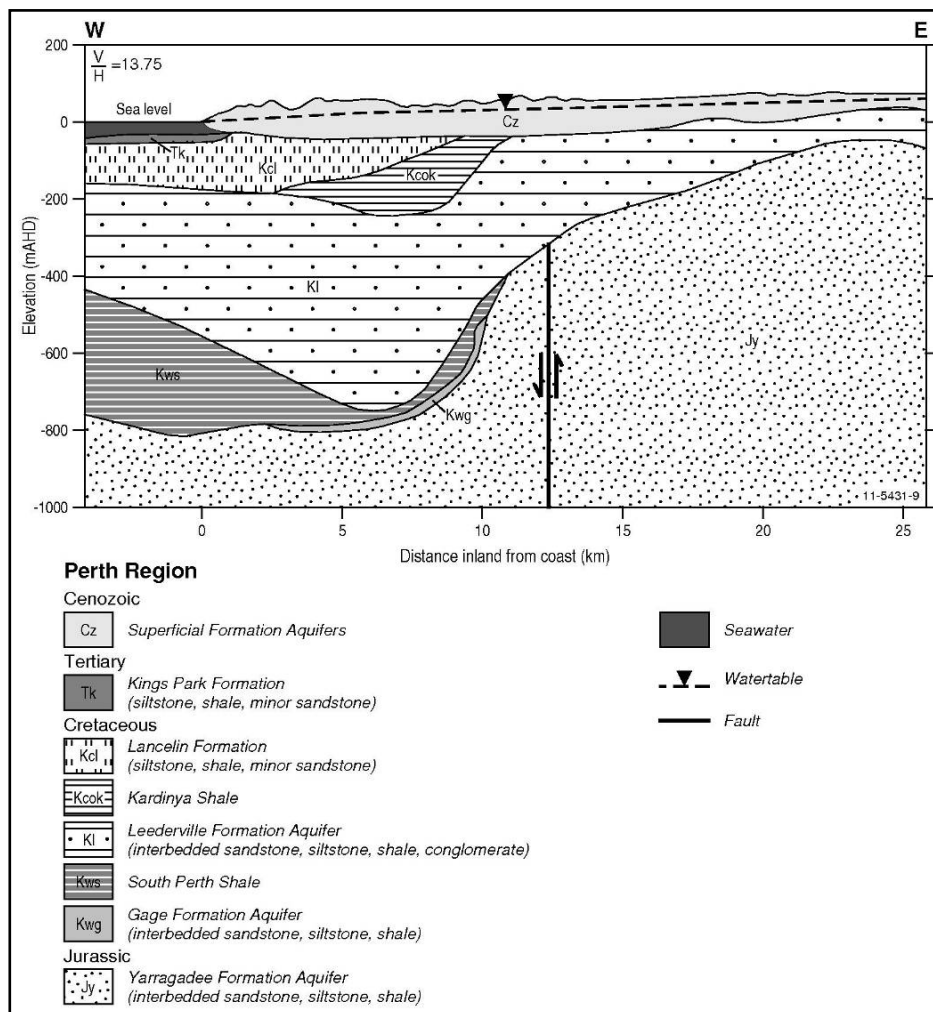 W
E
V
H
=13.75
200
0
-200
-400
-600
-800
-1000
Elevation (mAHD)
Sea level
Cz
Tk
Kcl
Kcok
Kl
Kws
Kwg
Jy
11-5431-9
0
5
10
15
20
25
Distance inland from coast (km)
Perth Region
Cenozoic
Cz
Superficial Formation Aquifers
Tertiary
Tk
Kings Park Formation
(siltstone, shale, minor sandstone)
Cretaceous
Kcl
Lancelin Formation
(siltstone, shale, minor sandstone)
Kcok
Kardinya Shale
Kl
Leederville Formation Aquifer
(interbedded sandstone, siltstone, shale, conglomerate)
Kws
South Perth Shale
Kwg
Gage Formation Aquifer
(interbedded sandstone, siltstone, shale)
Jurassic
Jy
Yarragadee Formation Aquifer
(interbedded sandstone, siltstone, shale)
Seawater
Watertable
Fault